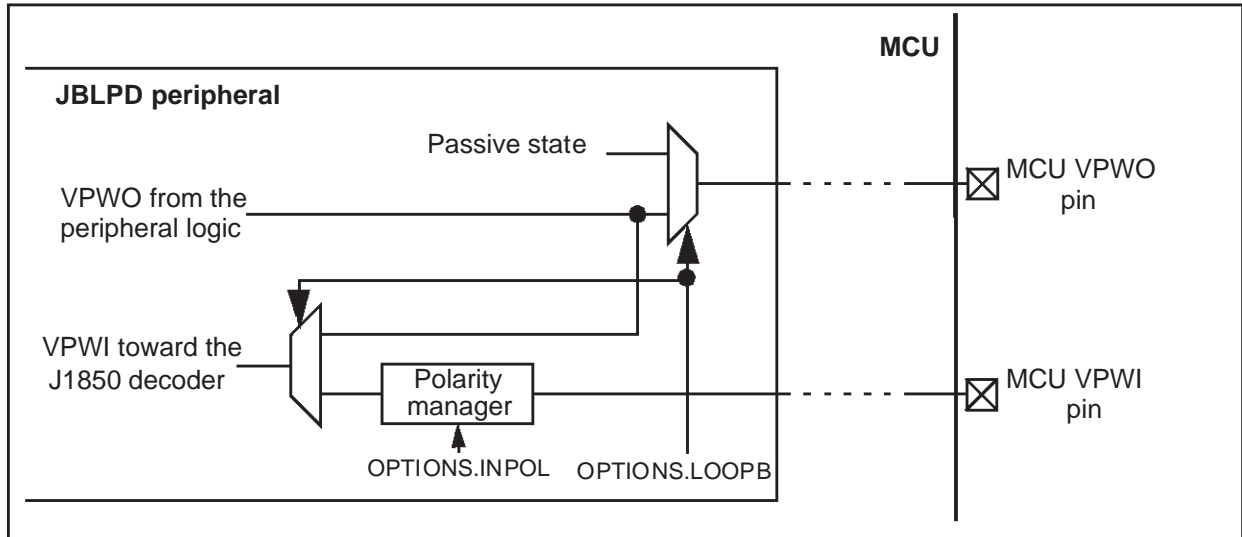 MCU
JBLPD peripheral
Passive state
VPWO from the
peripheral logic
MCU VPWO
pin
VPWI toward the
J1850 decoder
Polarity
manager
MCU VPWI
pin
OPTIONS.INPOL
OPTIONS.LOOPB